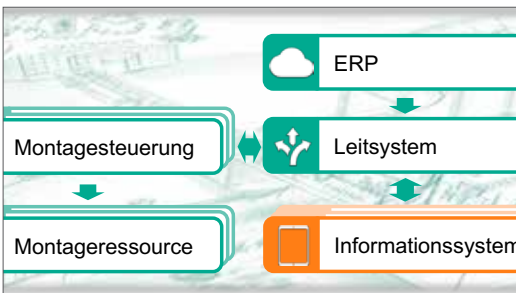 ERP
Montagesteuerung
Leitsystem
Montageressource
Informationssystem